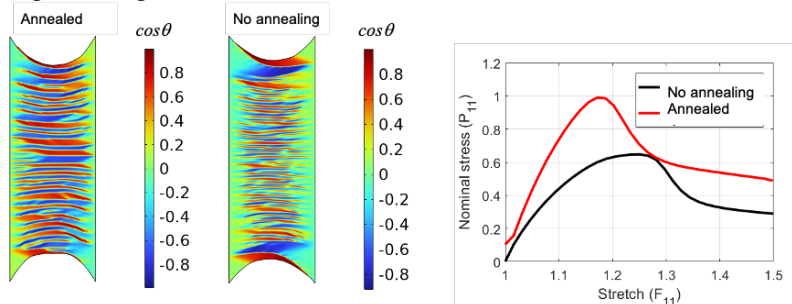 Annealed
cosθ
0.8
0.6
0.4
0.2
0
-0.2
-0.4
-0.6
-0.8
No annealing
cosθ
0.8
0.6
0.4
0.2
0
-0.2
-0.4
-0.6
-0.8
Nominal stress (P11)
1.2
1
0.8
0.6
0.4
0.2
0
No annealing
Annealed
1 1.1 1.2 1.3 1.4 1.5
Stretch (F11)